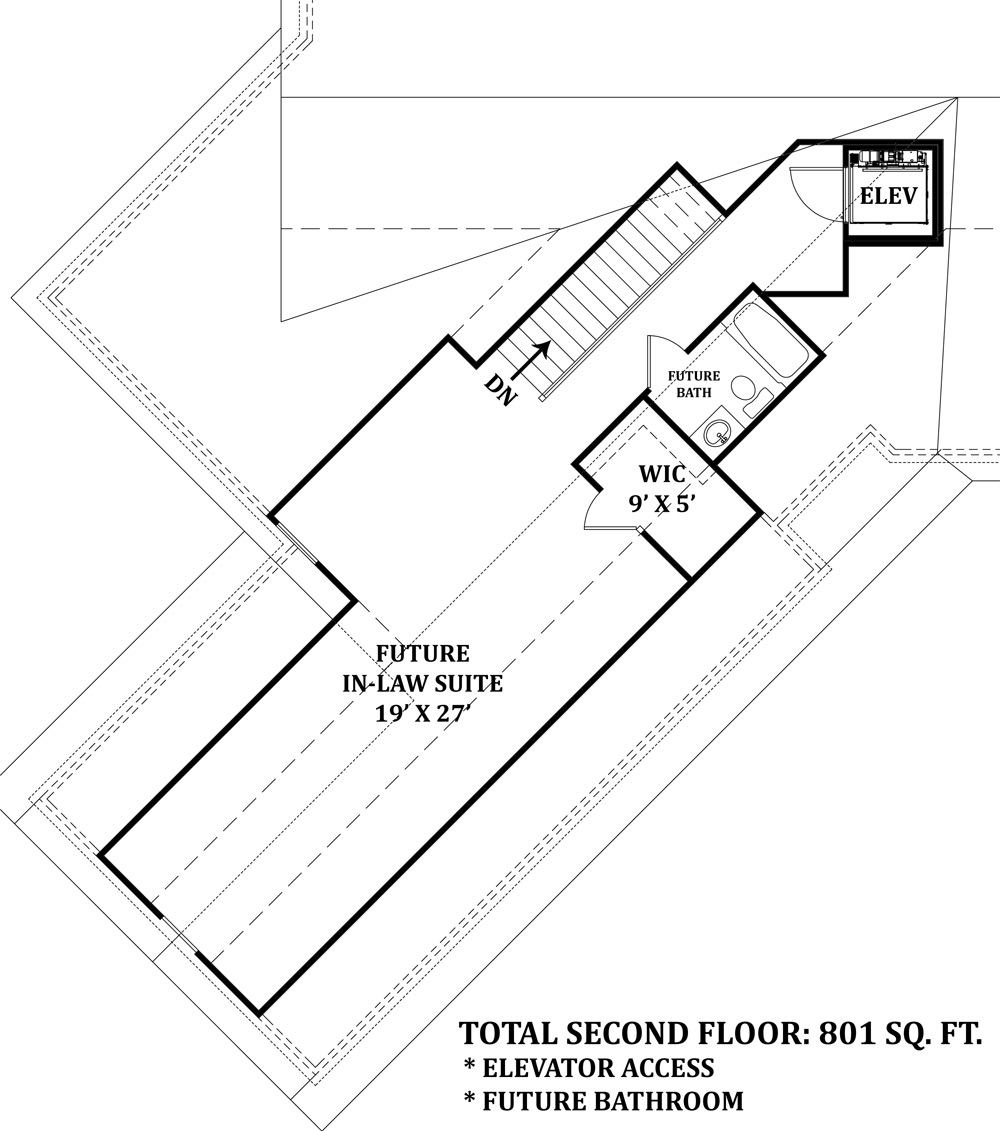 ELEV
DN
FUTURE
BATH
WIC
9’ X 5’
FUTURE
IN-LAW SUITE
19’ X 27’
TOTAL SECOND FLOOR: 801 SQ. FT.
* ELEVATOR ACCESS
* FUTURE BATHROOM